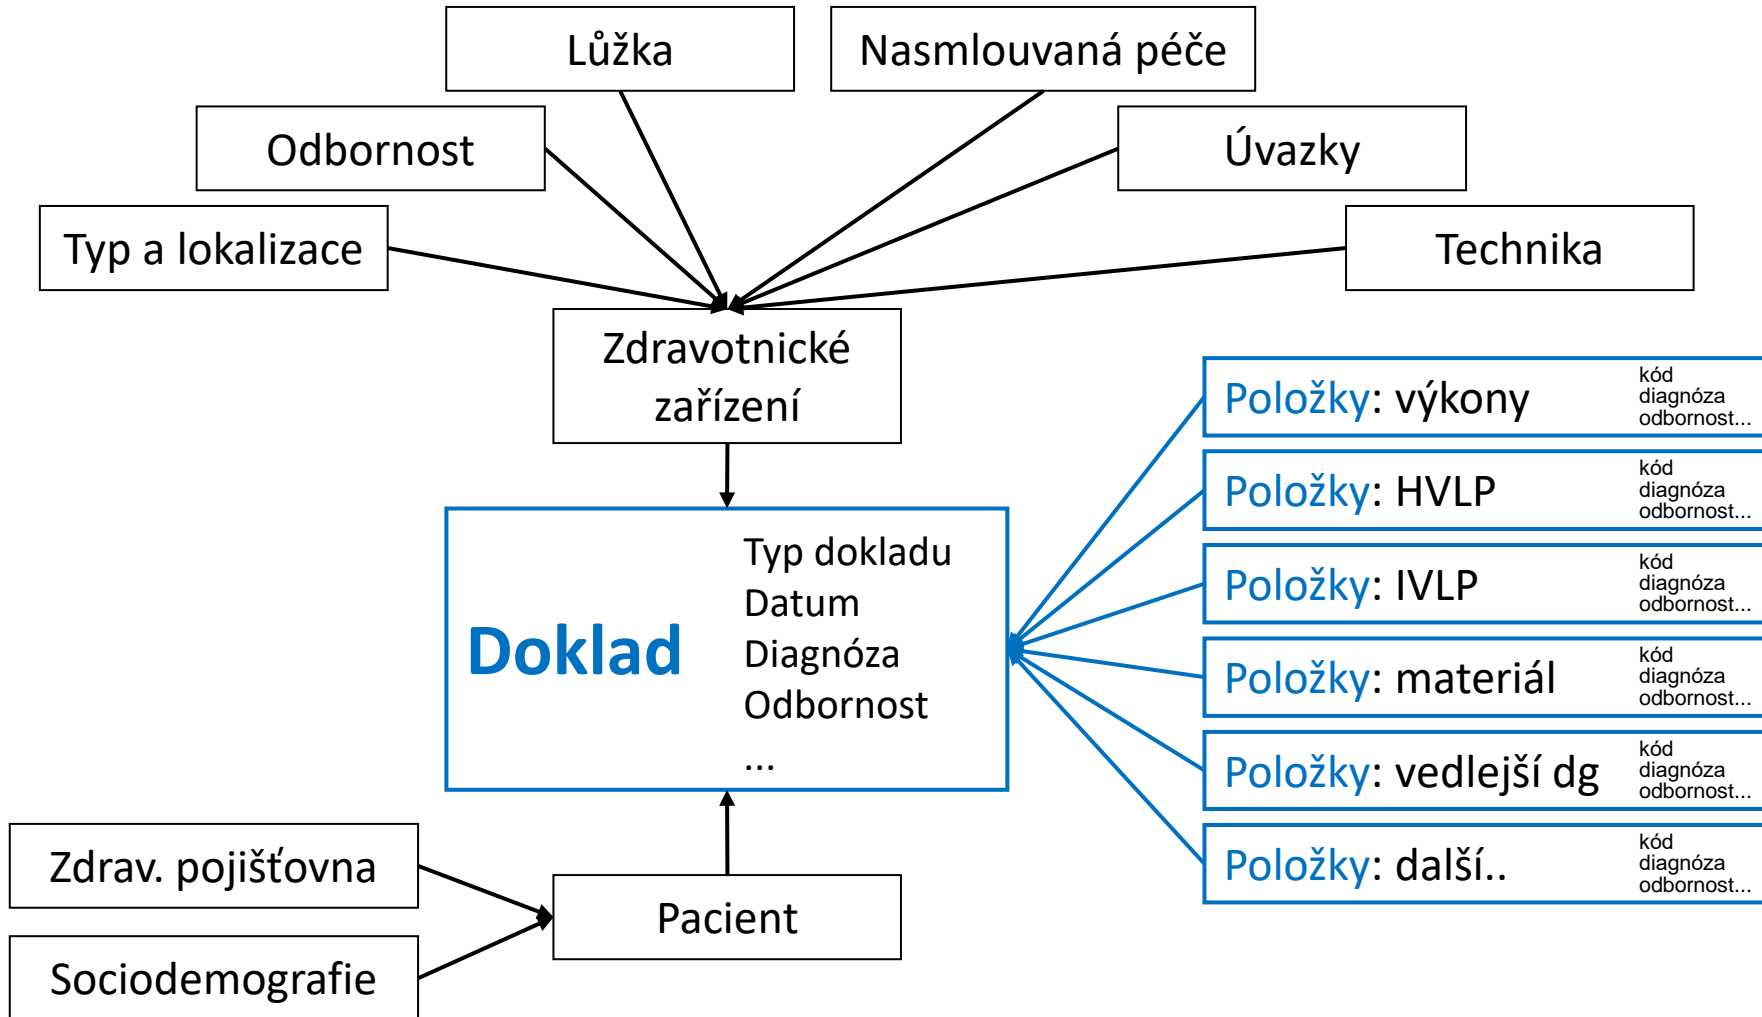 Lůžka
Nasmlouvaná péče
Odbornost
Úvazky
Typ a lokalizace
Technika
Zdravotnické
zařízení
Položky: výkony
kód
diagnóza
odbornost...
Položky: HVLP
kód
diagnóza
odbornost...
Položky: IVLP
kód
diagnóza
odbornost...
Položky: materiál
kód
diagnóza
odbornost...
Položky: vedlejší dg
kód
diagnóza
odbornost...
Položky: další..
kód
diagnóza
odbornost...
Doklad
Typ dokladu
Datum
Diagnóza
Odbornost
...
Zdrav. pojišťovna
Pacient
Sociodemografie